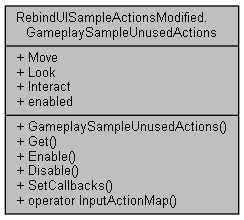 RebindUISampleActionsModified.
GameplaySampleUnusedActions
+ Move
+ Look
+ Interact
+ enabled
+ GameplaySampleUnusedActions()
+ Get()
+ Enable()
+ Disable()
+ SetCallbacks()
+ operator InputActionMap()